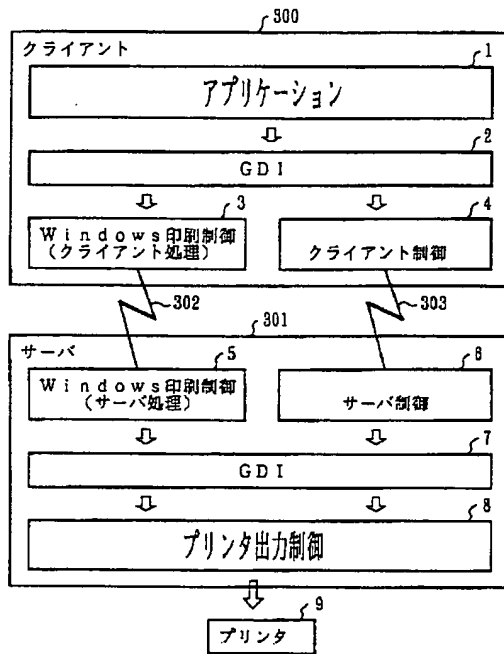 300
クライアント
1
アプリケーション
2
GDI
3
Windows印刷制御
(クライアント処理)
4
クライアント制御
302
303
301
サーバ
5
Windows印刷制御
(サーバ処理)
6
サーバ制御
7
GDI
8
プリンタ出力制御
9
プリンタ